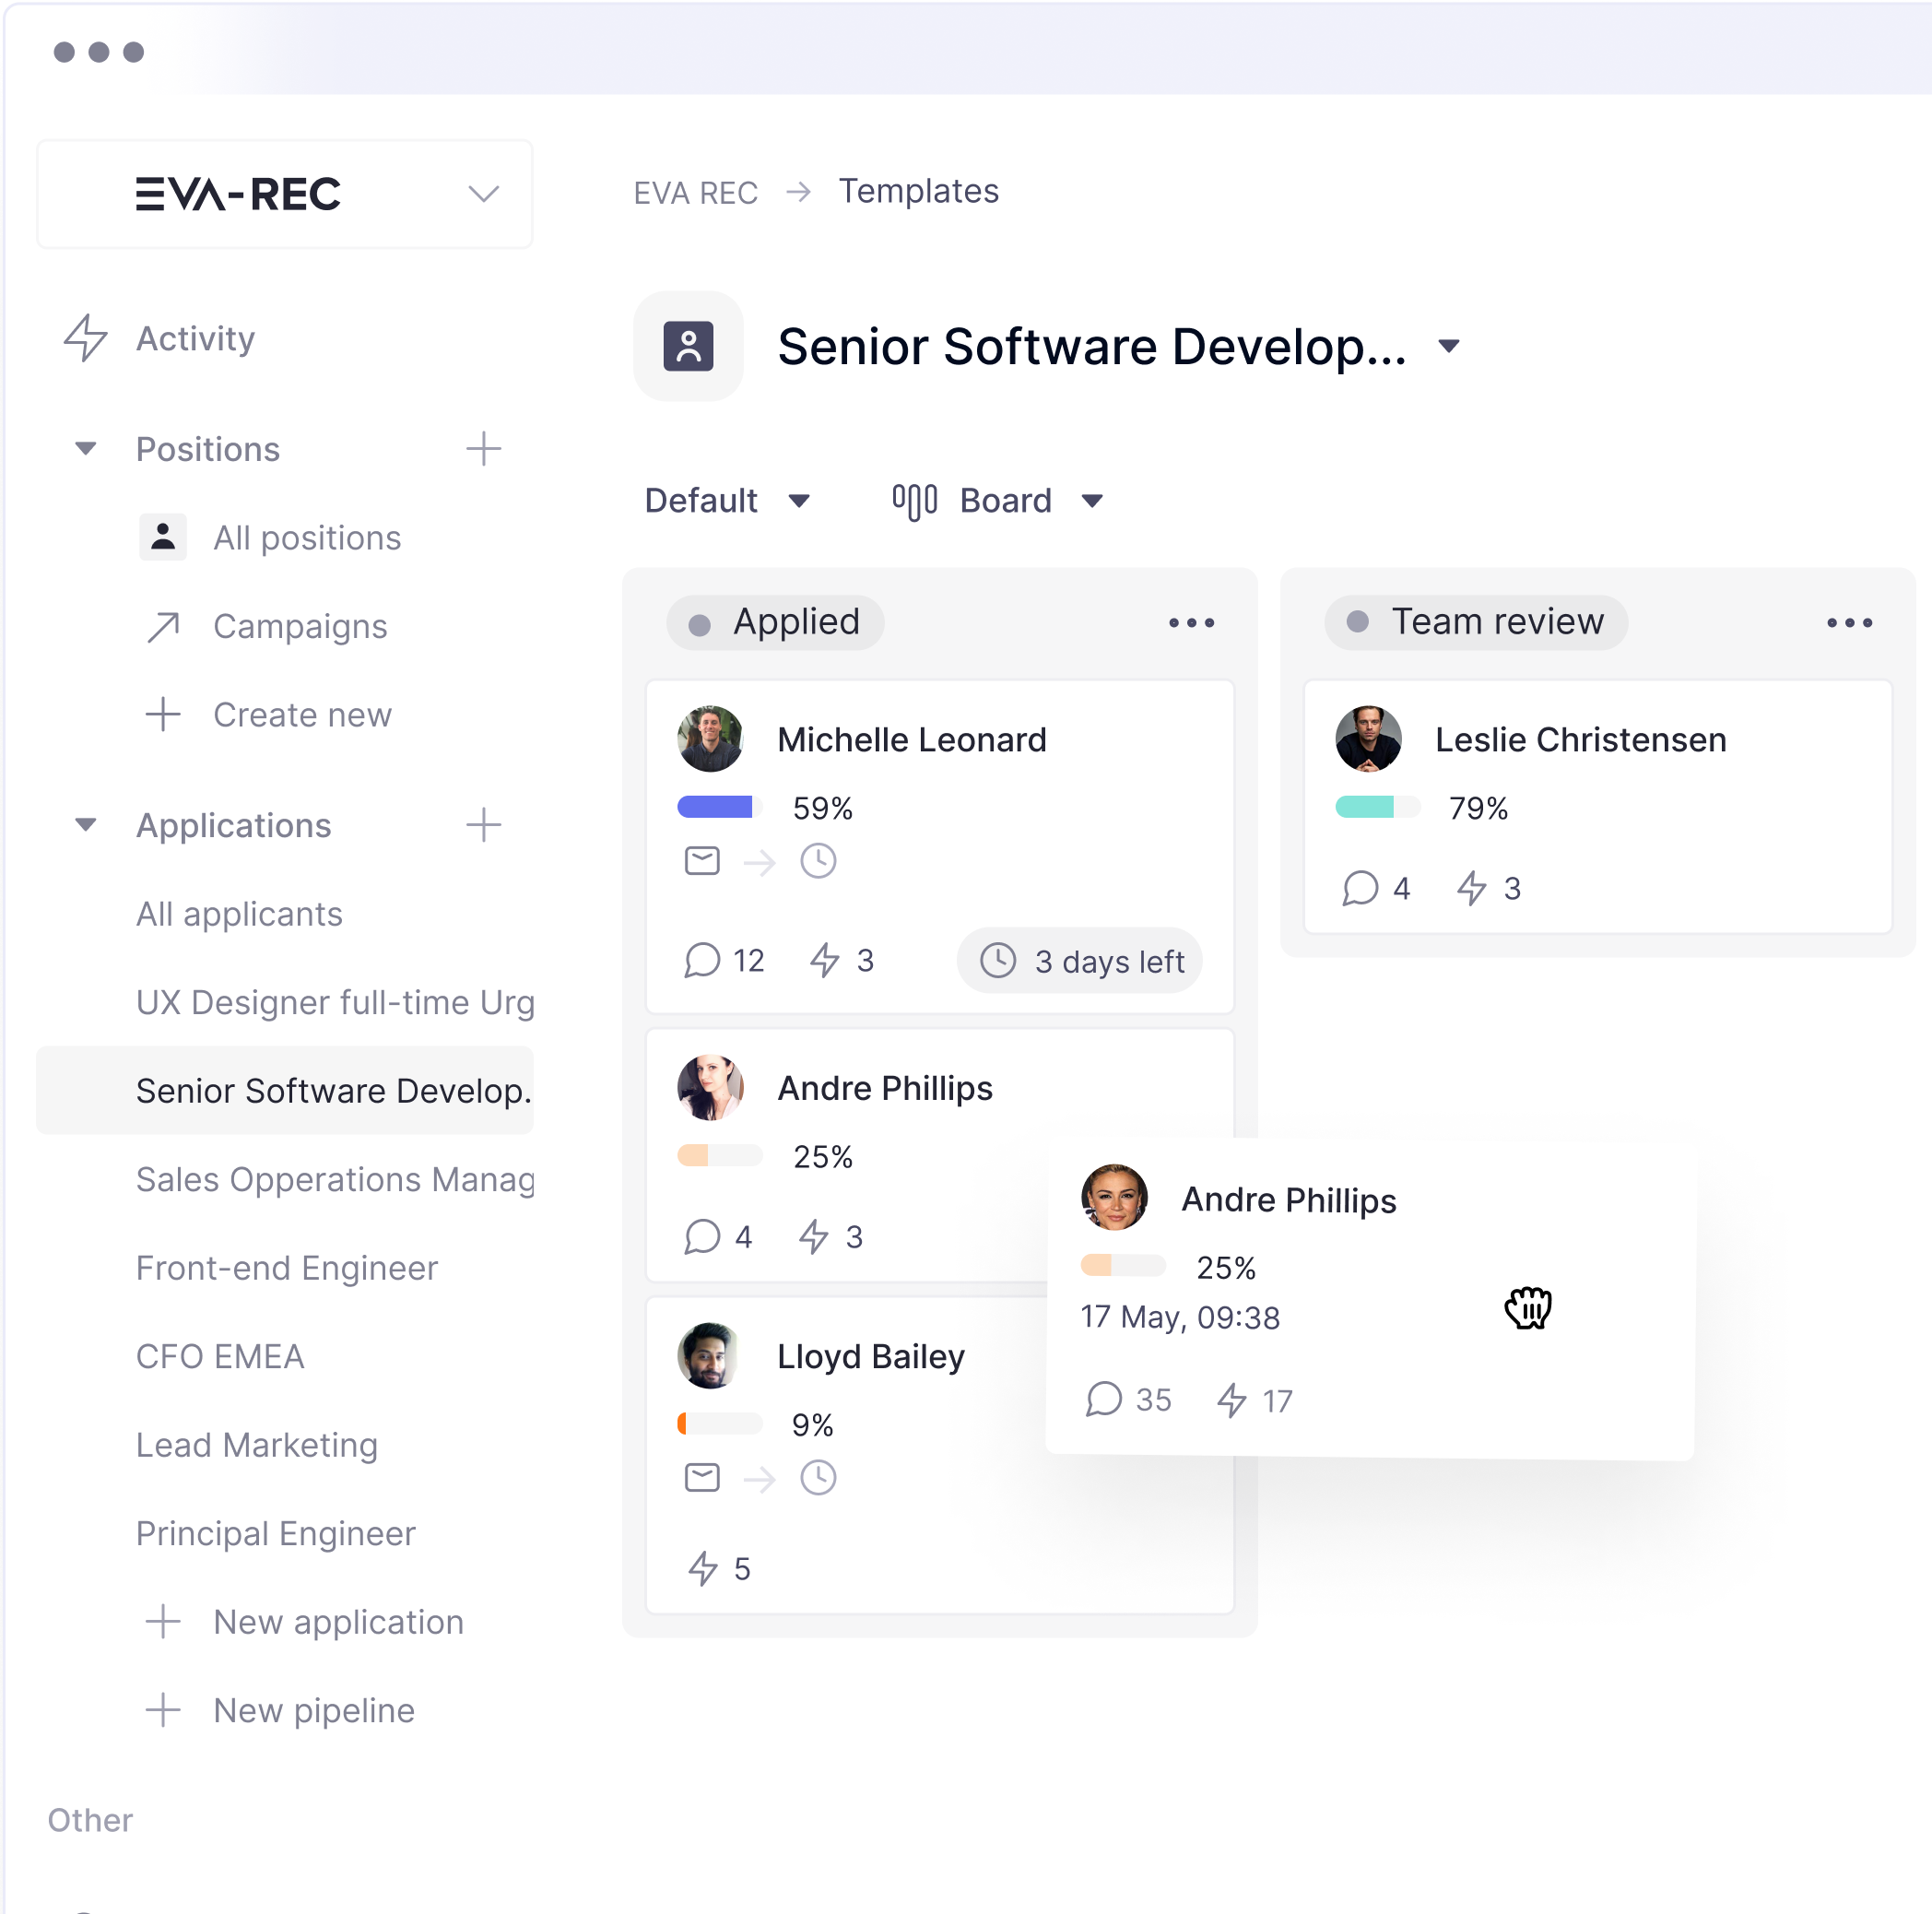 EVA-REC
Activity
Positions
All positions
Campaigns
Create new
Applications
All applicants
UX Designer full-time Urg
Senior Software Develop.
Sales Opperations Manag
Front-end Engineer
CFO EMEA
Lead Marketing
Principal Engineer
New application
New pipeline
Other
EVA REC → Templates
Senior Software Develop...
Default Board
Applied
Michelle Leonard
59%
12 3 3 days left
Andre Phillips
25%
4 3
Lloyd Bailey
9%
5
Team review
Leslie Christensen
79%
4 3
Andre Phillips
25%
17 May, 09:38
35 17